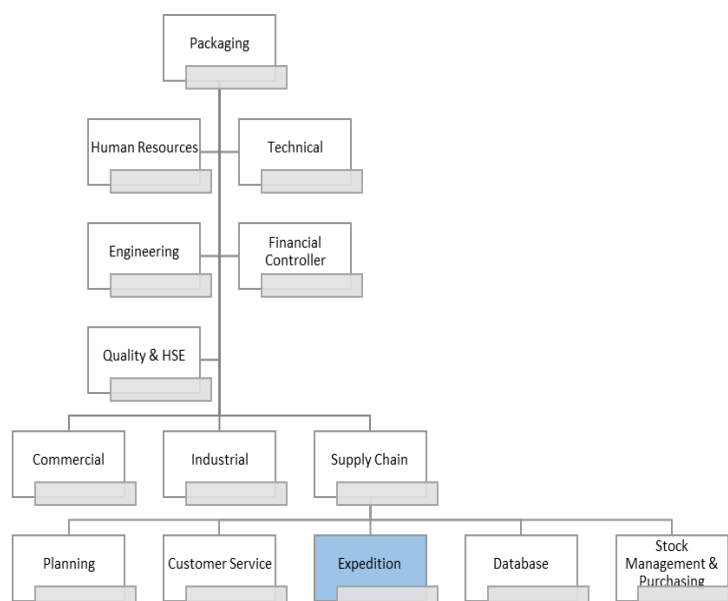 Packaging
Human Resources
Technical
Engineering
Financial
Controller
Quality & HSE
Commercial
Industrial
Supply Chain
Planning
Customer Service
Expedition
Database
Stock
Management &
Purchasing